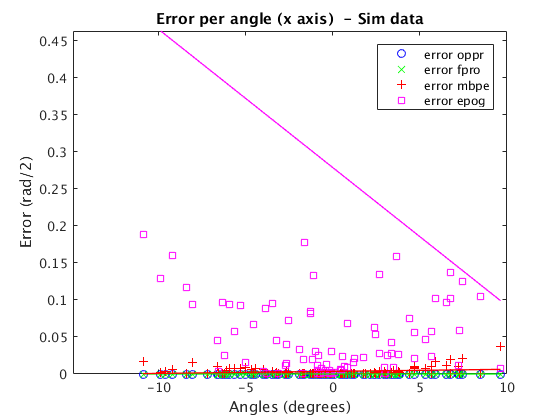 Error per angle (x axis) - Sim data
error oppr
error fpro
error mbpe
error epog
Error (rad/2)
0.45
0.4
0.35
0.3
0.25
0.2
0.15
0.1
0.05
0
-10
-5
0
5
10
Angles (degrees)